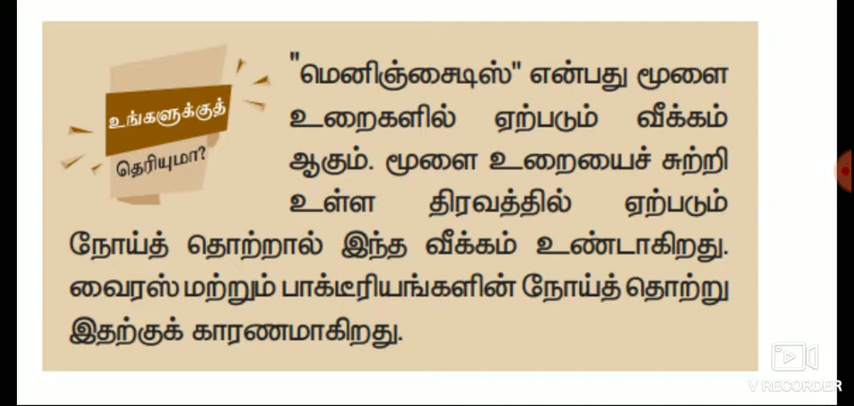 உங்களுக்குத்
தெரியுமா?
"மெனிஞ்சைடிஸ்" என்பது மூளை
உறைகளில் ஏற்படும் வீக்கம்
ஆகும். மூளை உறையைச் சுற்றி
உள்ள திரவத்தில் ஏற்படும்
நோய்த் தொற்றால் இந்த வீக்கம் உண்டாகிறது.
வைரஸ் மற்றும் பாக்டீரியங்களின் நோய்த் தொற்று
இதற்குக் காரணமாகிறது.
V RECORDER